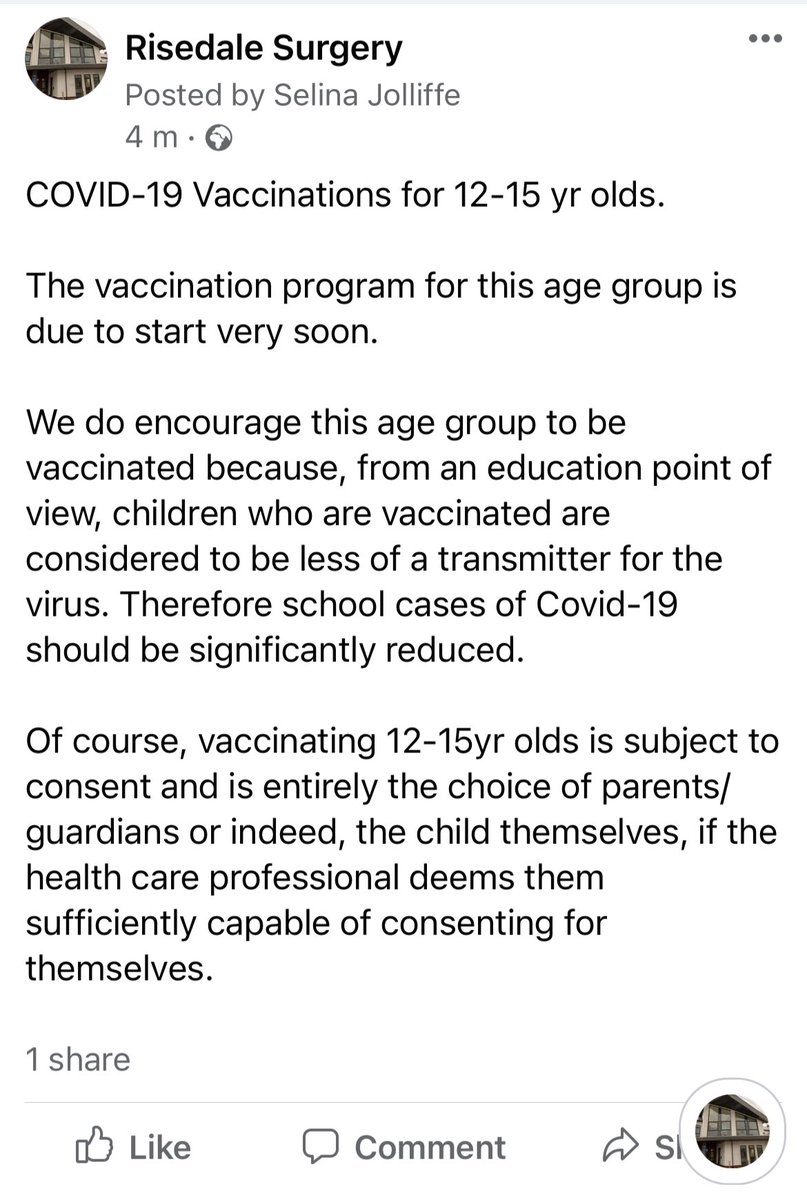 Risedale Surgery
Posted by Selina Jolliffe
4 m ·
COVID-19 Vaccinations for 12-15 yr olds.
The vaccination program for this age group is
due to start very soon.
We do encourage this age group to be
vaccinated because, from an education point of
view, children who are vaccinated are
considered to be less of a transmitter for the
virus. Therefore school cases of Covid-19
should be significantly reduced.
Of course, vaccinating 12-15yr olds is subject to
consent and is entirely the choice of parents/
guardians or indeed, the child themselves, if the
health care professional deems them
sufficiently capable of consenting for
themselves.
1 share
Like Comment